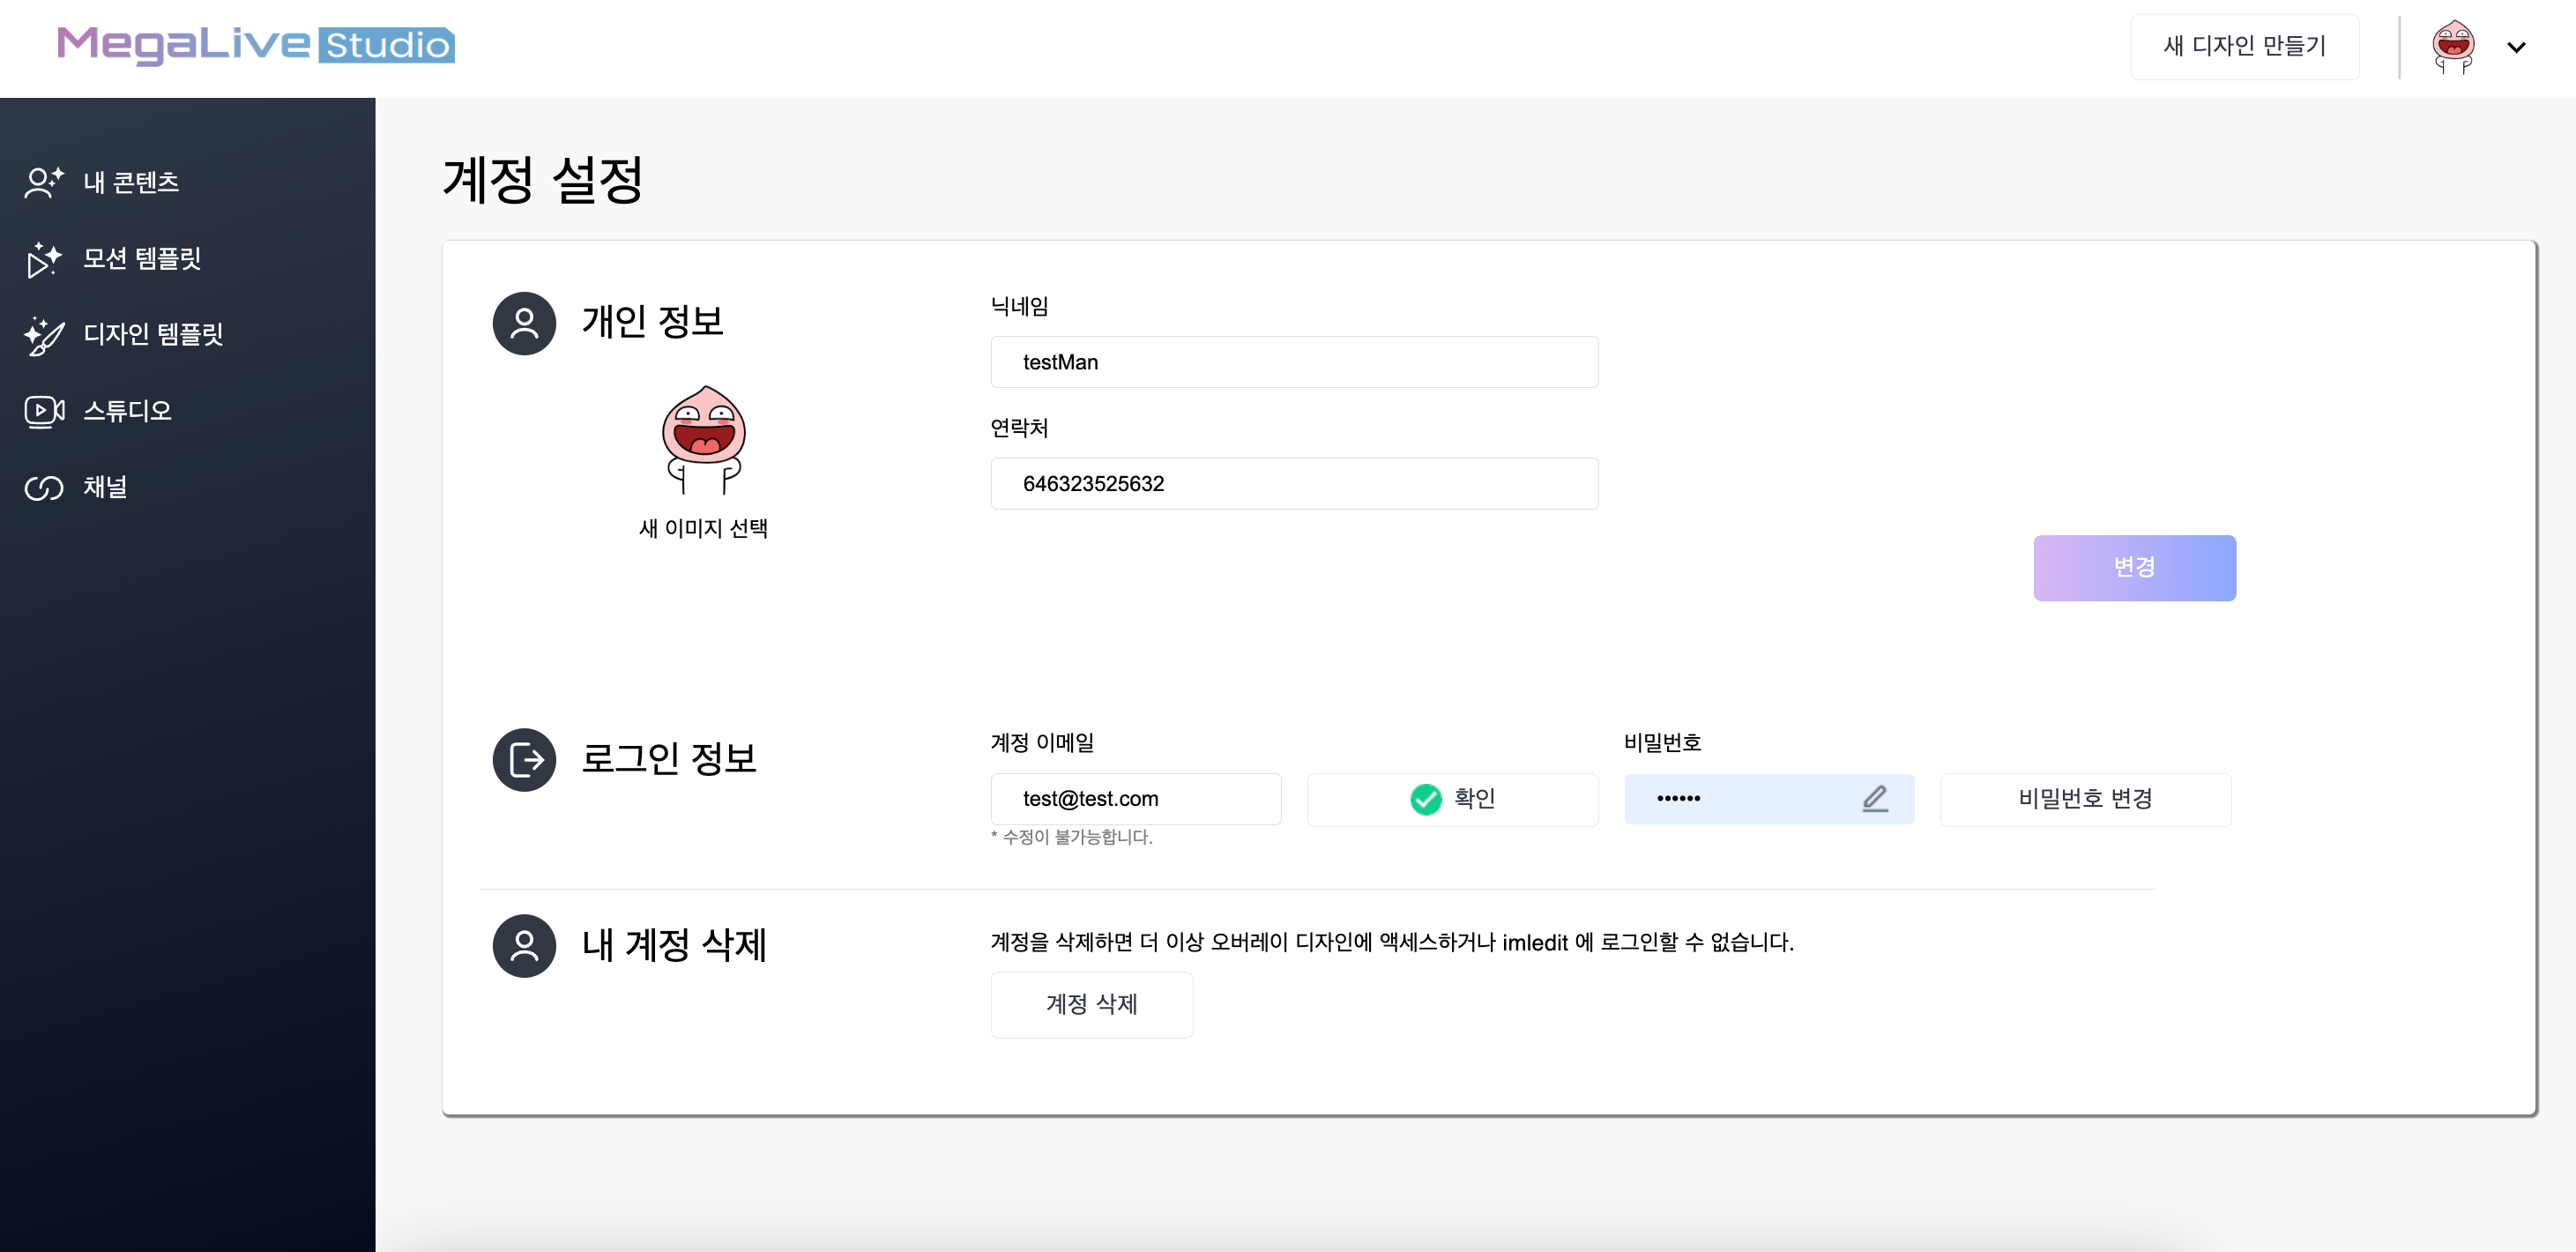 MegaLive Studio
새 디자인 만들기
내 콘텐츠
모션 템플릿
디자인 템플릿
스튜디오
채널
계정 설정
개인 정보
새 이미지 선택
닉네임
testMan
연락처
646323525632
변경
로그인 정보
계정 이메일
test@test.com
* 수정이 불가능합니다.
확인
비밀번호
••••••
비밀번호 변경
내 계정 삭제
계정을 삭제하면 더 이상 오버레이 디자인에 액세스하거나 imledit 에 로그인할 수 없습니다.
계정 삭제